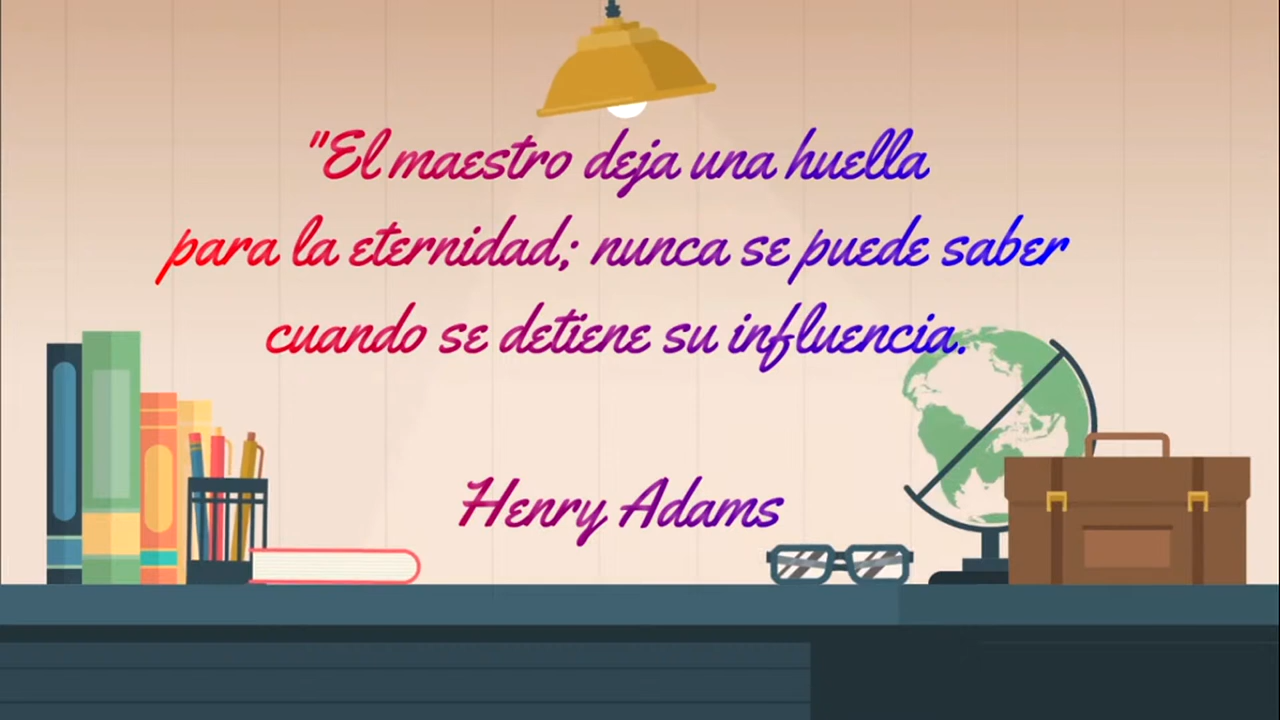 "El maestro deja una huella
para la eternidad; nunca se puede saber
cuando se detiene su influencia.
Henry Adams